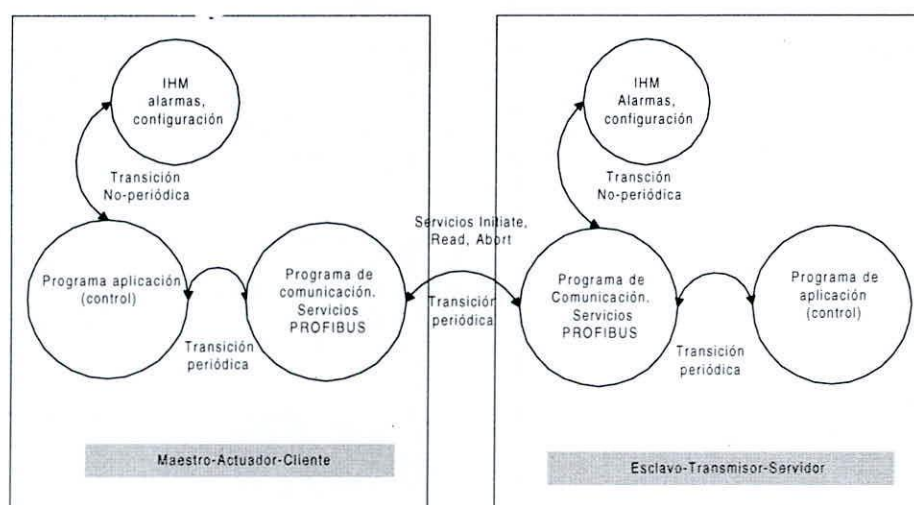 IHM
alarmas,
configuración
Transición
No-periódica
Programa aplicación
(control)
Transición
periódica
Programa de
comunicación.
Servicios
PROFIBUS
Maestro-Actuador-Cliente
Servicios Initiate,
Read, Abort
Transición
periódica
IHM
Alarmas,
configuración
Transción
No-periódica
Programa de
Comunicación.
Servicios
PROFIBUS
Transición
periódica
Programa de
aplicación
(control)
Esclavo-Transmisor-Servidor